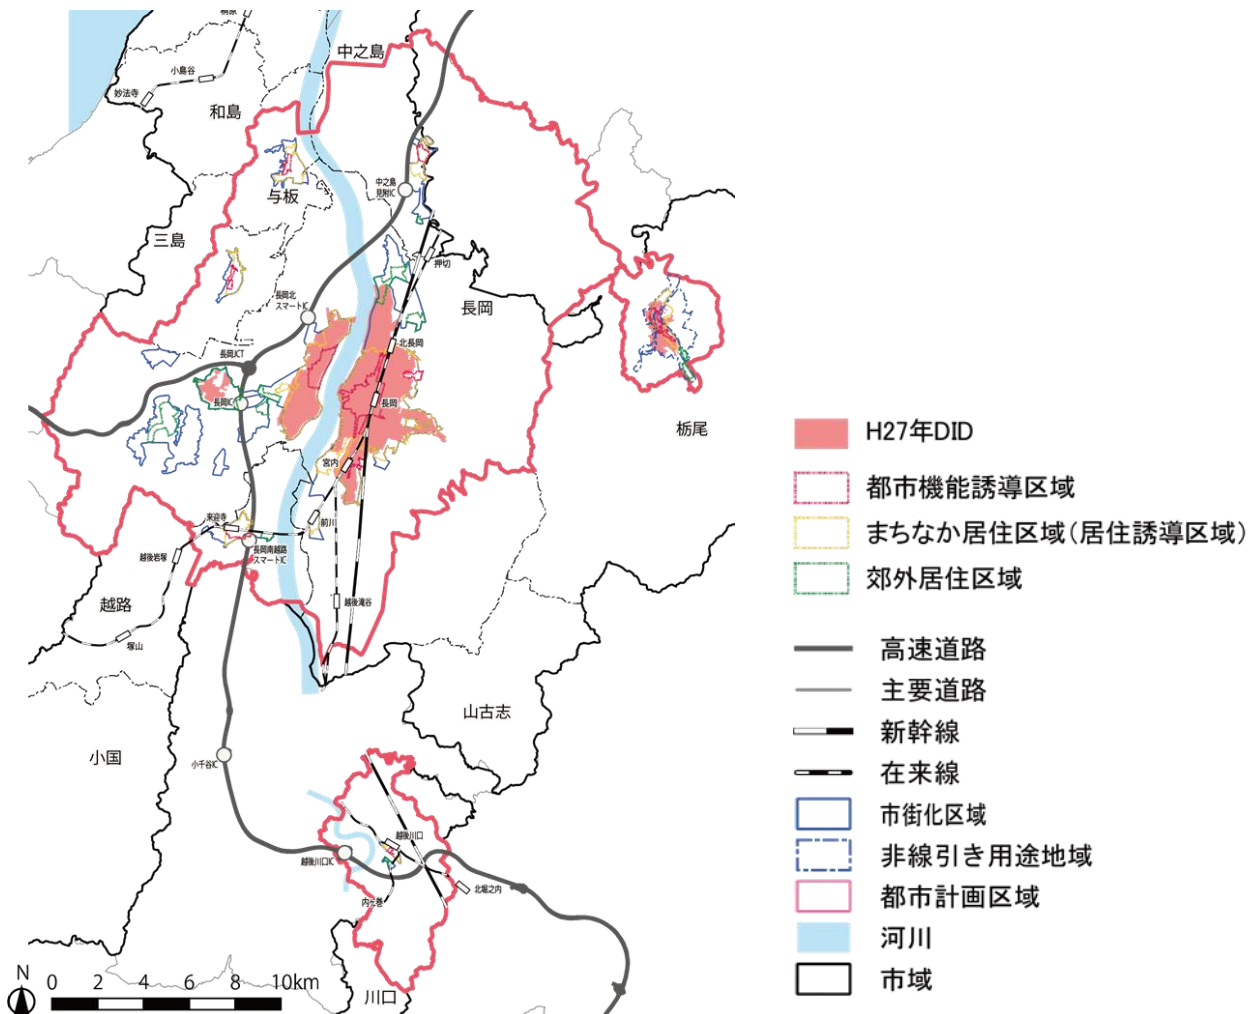 桐原
小島谷
妙法寺
和島
中之島
与板
中之島
見附IC
三島
押切
長岡北
スマートIC
長岡
北長岡
長岡JCT
長岡IC
長岡
栃尾
宮内
来迎寺
前川
越後岩塚
長岡南越路
スマートIC
越路
越後滝谷
塚山
山古志
小国
小千谷IC
越後川口
越後川口IC
北堀之内
内ヶ巻
川口
N
0 2 4 6 8 10km
H27年DID
都市機能誘導区域
まちなか居住区域(居住誘導区域)
郊外居住区域
高速道路
主要道路
新幹線
在来線
市街化区域
非線引き用途地域
都市計画区域
河川
市域